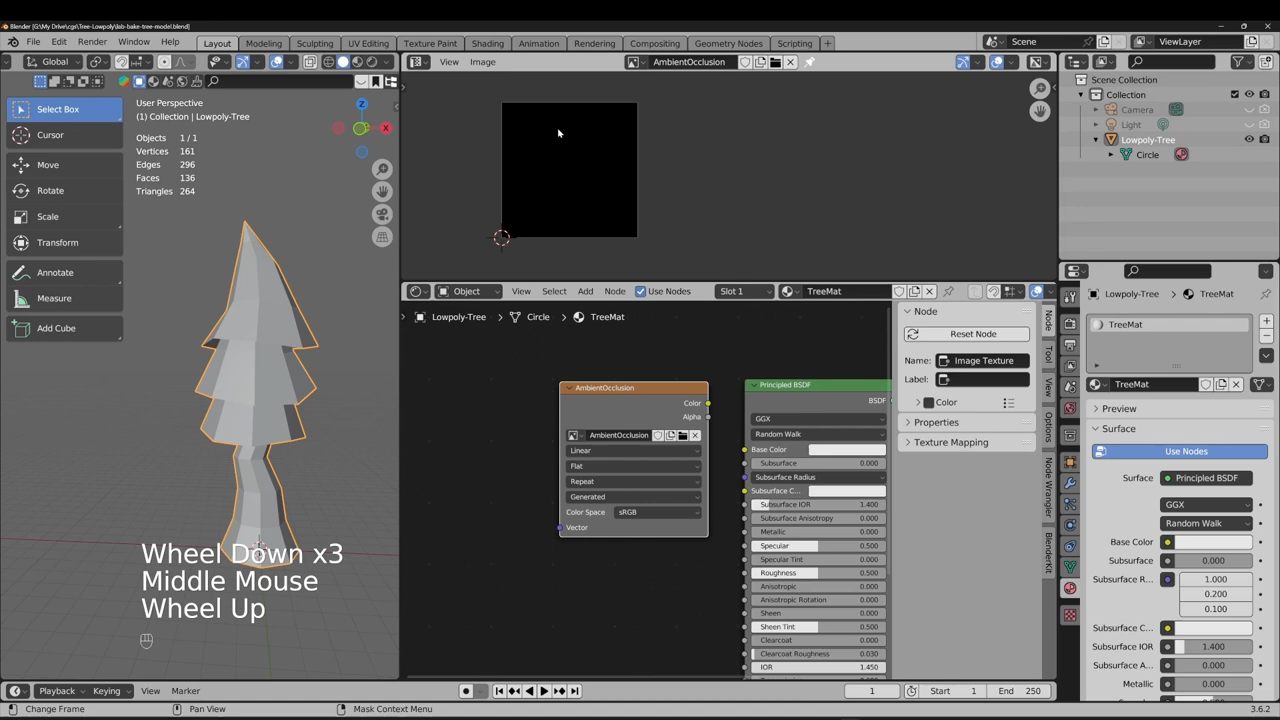 Blender [G:\My Drive\cgs\Tree-Lowpoly\lab-bake-tree-model.blend]
File Edit Render Window Help Layout Modeling Sculpting UV Editing Texture Paint Shading Animation Rendering Compositing Geometry Nodes Scripting + Scene ViewLayer
Global
View Image AmbientOcclusion
Select Box
Cursor
Move
Rotate
Scale
Transform
Annotate
Measure
Add Cube
User Perspective
(1) Collection | Lowpoly-Tree
Objects 1 / 1
Vertices 161
Edges 296
Faces 136
Triangles 264
Z
X
Wheel Down x3
Middle Mouse
Wheel Up
Object View Select Add Node Use Nodes Slot 1 TreeMat
Lowpoly-Tree > Circle > TreeMat
AmbientOcclusion
Color
Alpha
AmbientOcclusion
Linear
Flat
Repeat
Generated
Color Space sRGB
Vector
Principled BSDF
BSDF
GGX
Random Walk
Base Color
Subsurface 0.000
Subsurface Radius
Subsurface C...
Subsurface IOR 1.400
Subsurface Anisotropy 0.000
Metallic 0.000
Specular 0.500
Specular Tint 0.000
Roughness 0.500
Anisotropic 0.000
Anisotropic Rotation 0.000
Sheen 0.000
Sheen Tint 0.500
Clearcoat 0.000
Clearcoat Roughness 0.030
IOR 1.450
Node
Reset Node
Name: Image Texture
Label:
Color
Properties
Texture Mapping
Node
Tool
View
Options
Node Wrangler
BlenderKit
Scene Collection
Collection
Camera
Light
Lowpoly-Tree
Circle
Lowpoly-Tree > TreeMat
TreeMat
TreeMat
Preview
Surface
Use Nodes
Surface Principled BSDF
GGX
Random Walk
Base Color
Subsurface 0.000
Subsurface R... 1.000
0.200
0.100
Subsurface C...
Subsurface IOR 1.400
Subsurface A... 0.000
Metallic 0.000
Playback Keying View Marker 1 Start 1 End 250
Change Frame Pan View Mask Context Menu 3.6.2